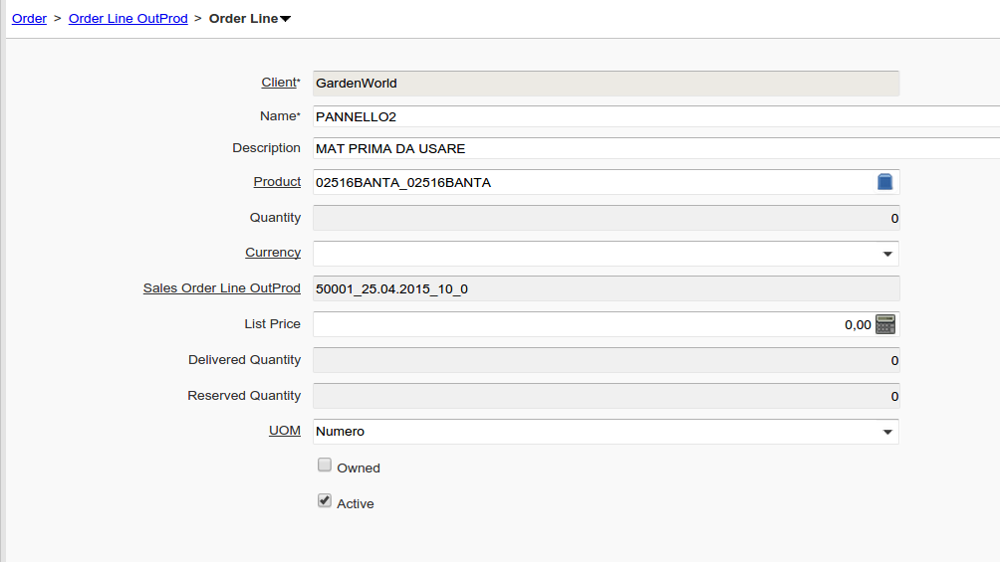 Order > Order Line OutProd > Order Line
Client* GardenWorld
Name* PANNELLO2
Description MAT PRIMA DA USARE
Product 02516BANTA_02516BANTA
Quantity 0
Currency
Sales Order Line OutProd 50001_25.04.2015_10_0
List Price 0,00
Delivered Quantity 0
Reserved Quantity 0
UOM Numero
Owned
Active